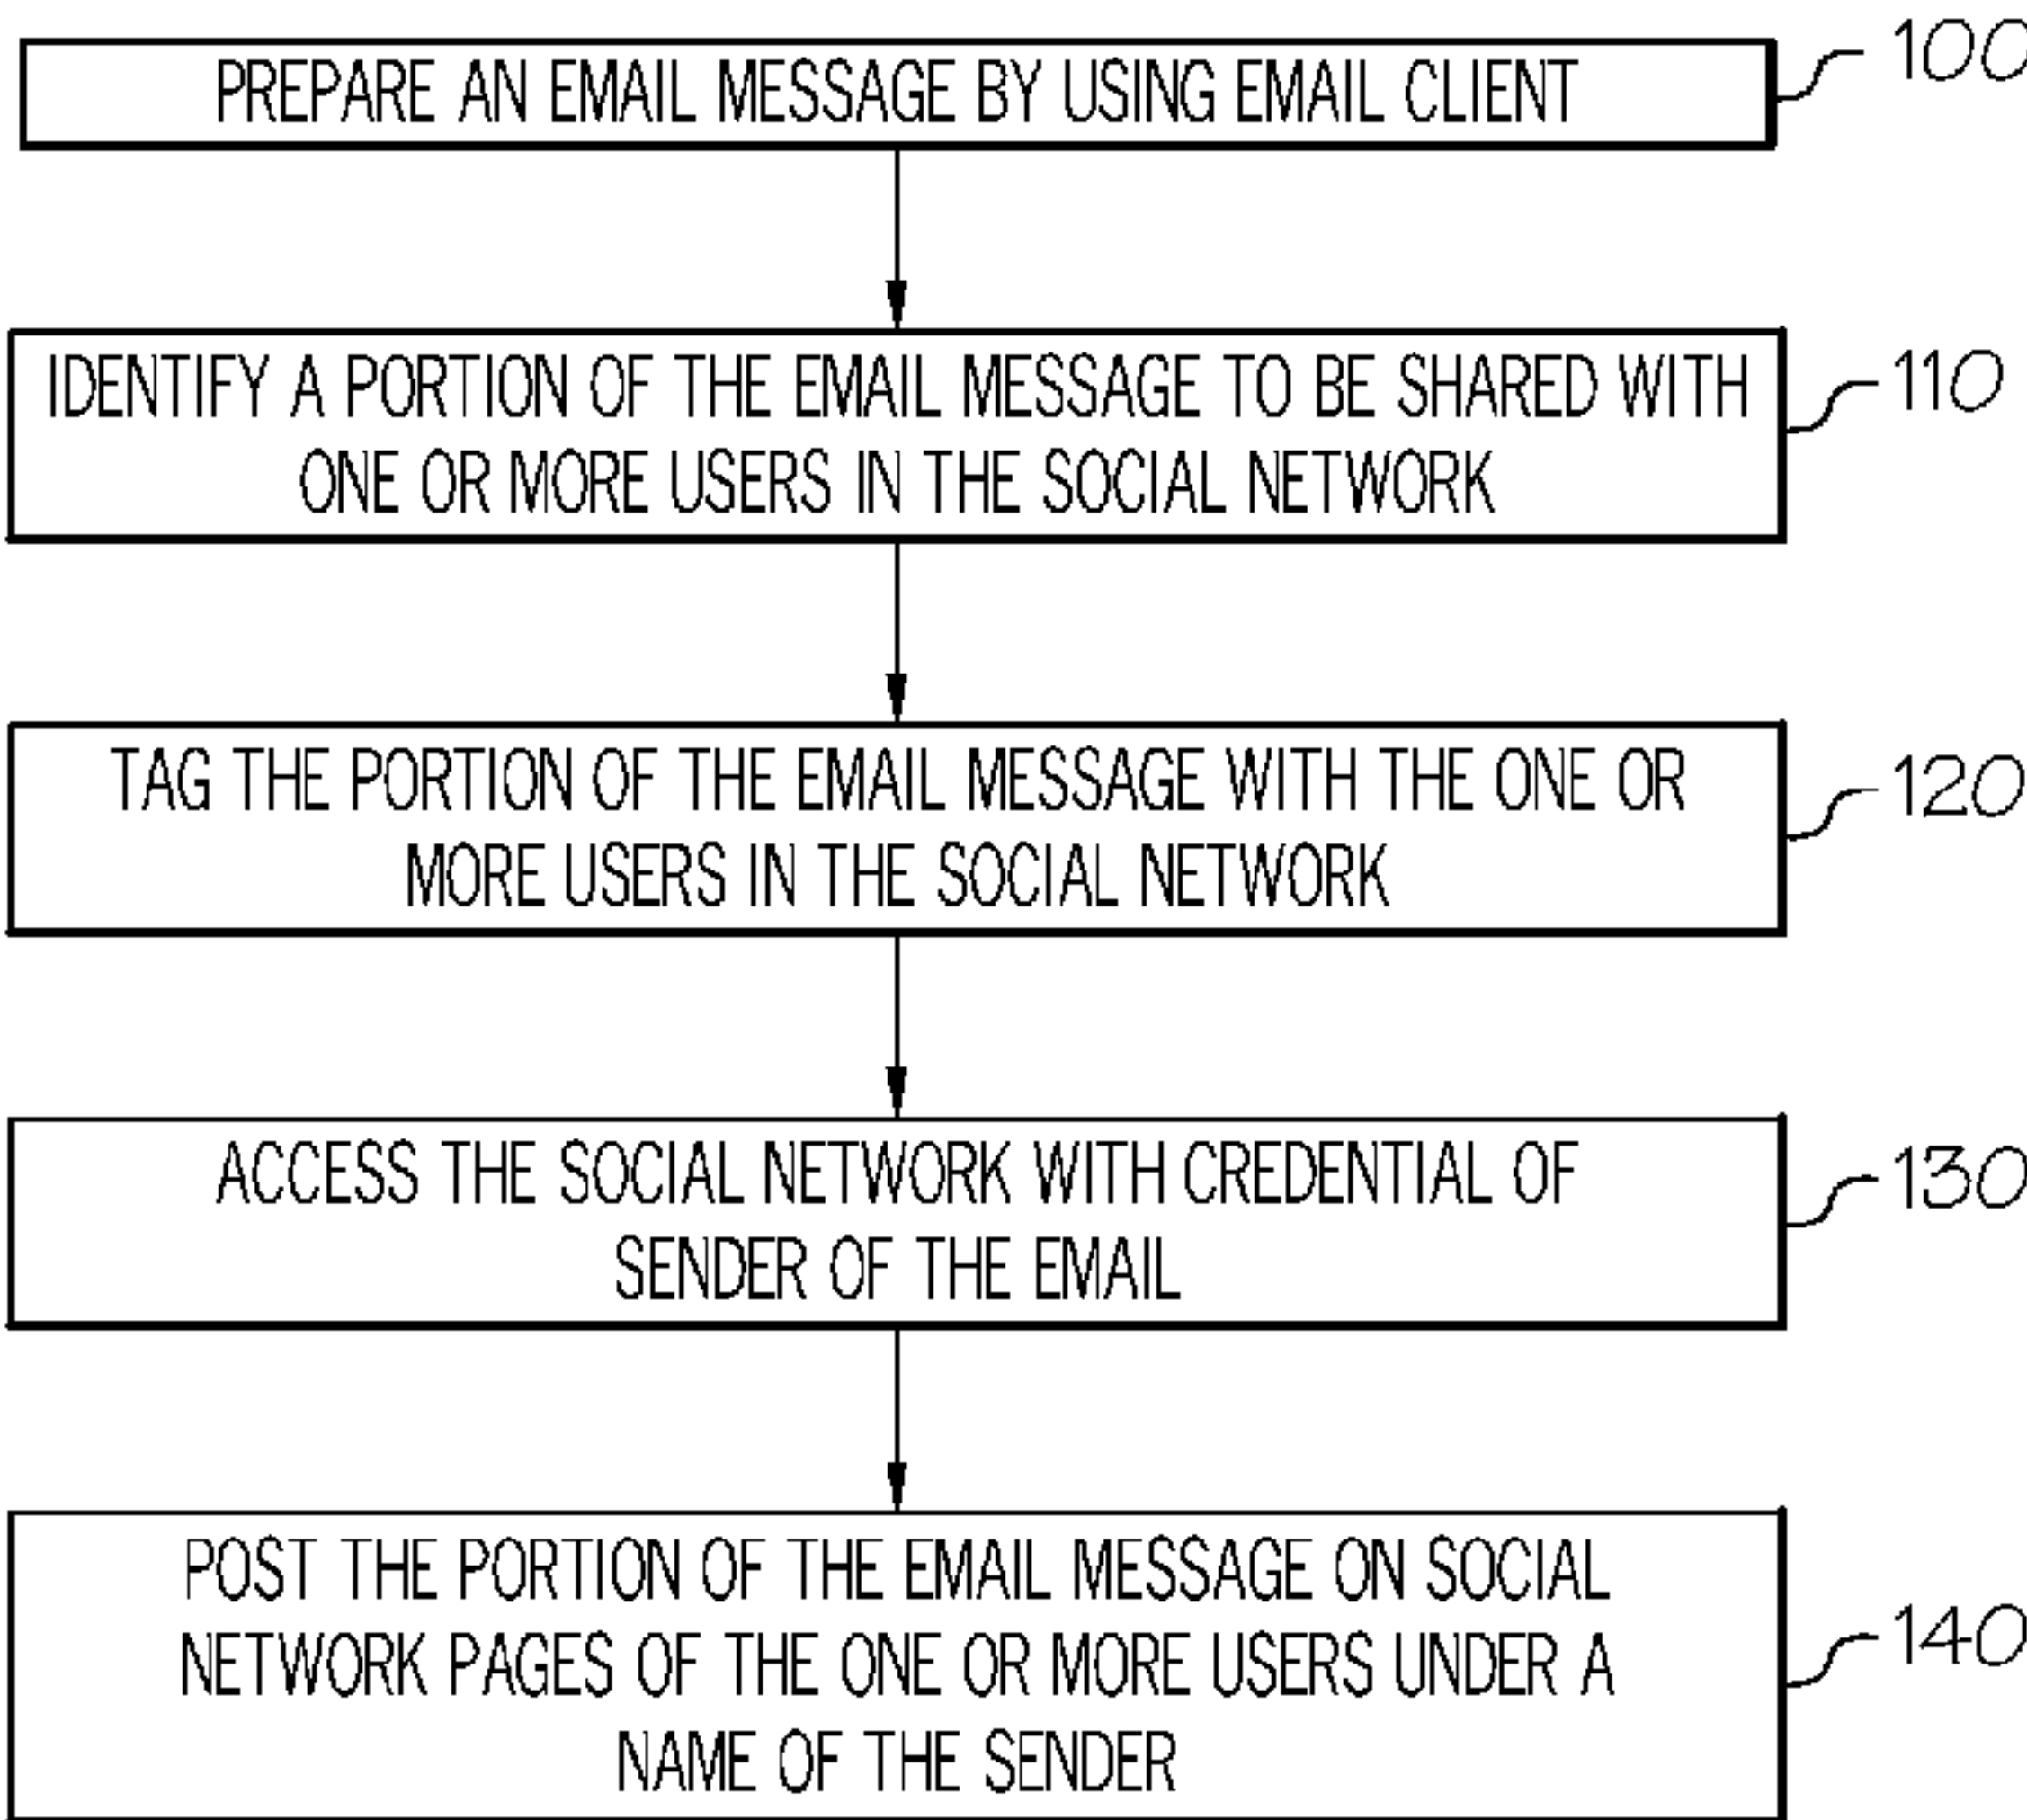 PREPARE AN EMAIL MESSAGE BY USING EMAIL CLIENT
100
IDENTIFY A PORTION OF THE EMAIL MESSAGE TO BE SHARED WITH
ONE OR MORE USERS IN THE SOCIAL NETWORK
110
TAG THE PORTION OF THE EMAIL MESSAGE WITH THE ONE OR
MORE USERS IN THE SOCIAL NETWORK
120
ACCESS THE SOCIAL NETWORK WITH CREDENTIAL OF
SENDER OF THE EMAIL
130
POST THE PORTION OF THE EMAIL MESSAGE ON SOCIAL
NETWORK PAGES OF THE ONE OR MORE USERS UNDER A
NAME OF THE SENDER
140